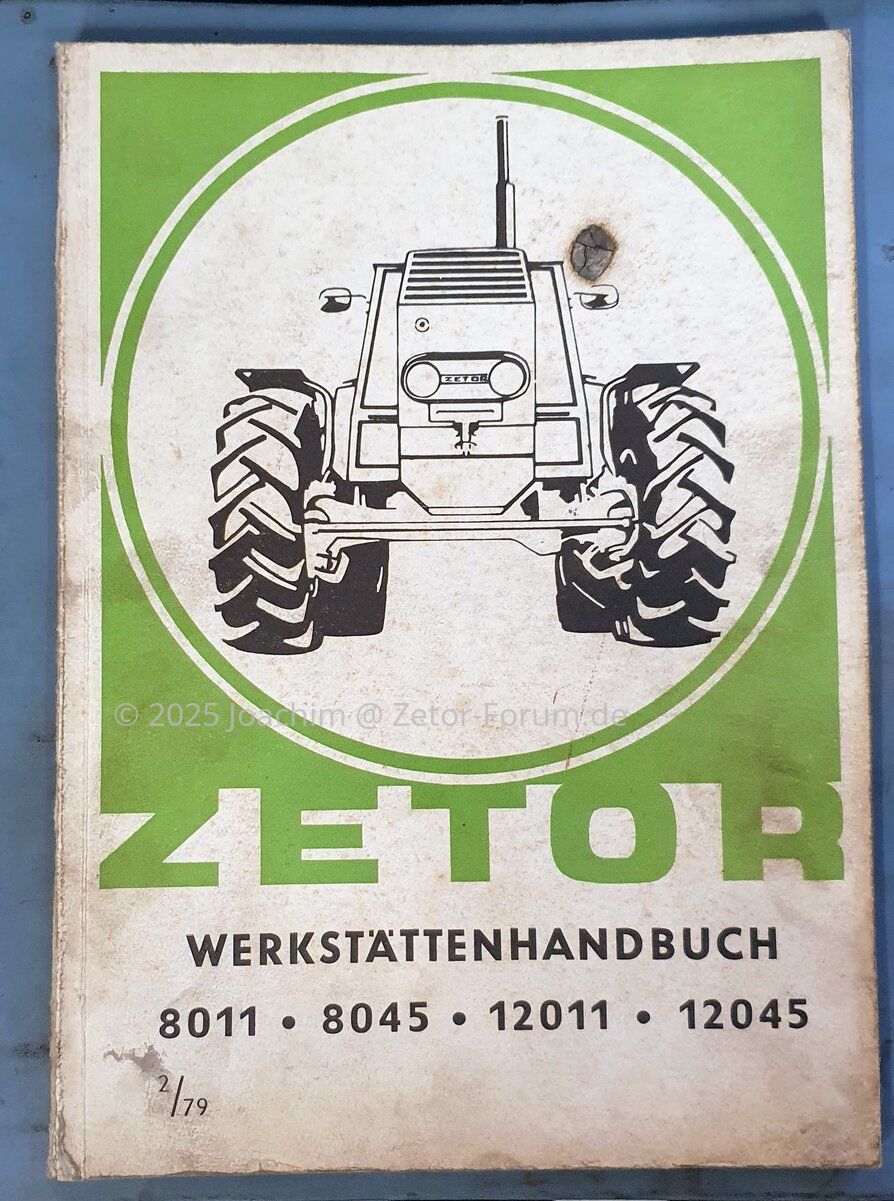 ZETOR
© 2025 Joachim @ Zetor-Forum.de
ZETOR
WERKSTÄTTENHANDBUCH
8011 • 8045 • 12011 • 12045
2/79